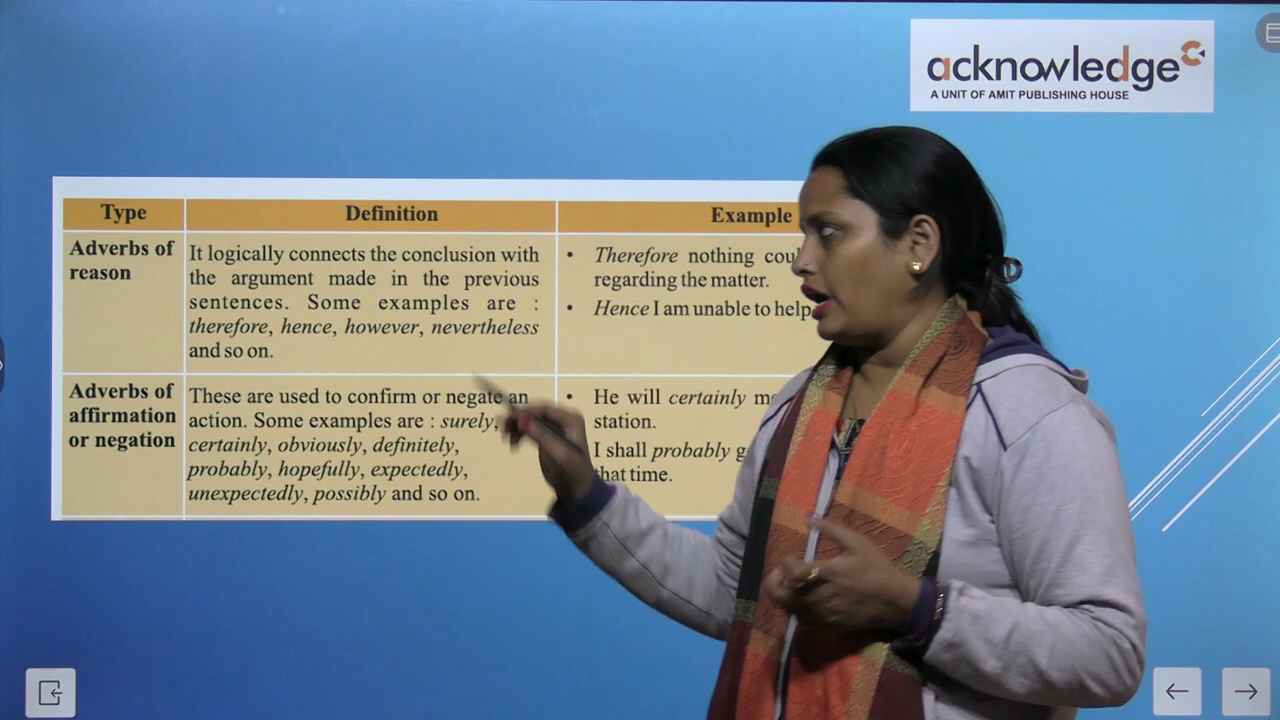 acknowledge
A UNIT OF AMIT PUBLISHING HOUSE
Type
Definition
Example
Adverbs of
reason
It logically connects the conclusion with
the argument made in the previous
sentences. Some examples are :
therefore, hence, however, nevertheless
and so on.
• Therefore nothing
regarding the matter.
• Hence I am unable to help
Adverbs of
affirmation
or negation
These are used to confirm or negate an
action. Some examples are : surely,
certainly, obviously, definitely,
probably, hopefully, expectedly,
unexpectedly, possibly and so on.
• He will certainly
station.
I shall probably
that time.